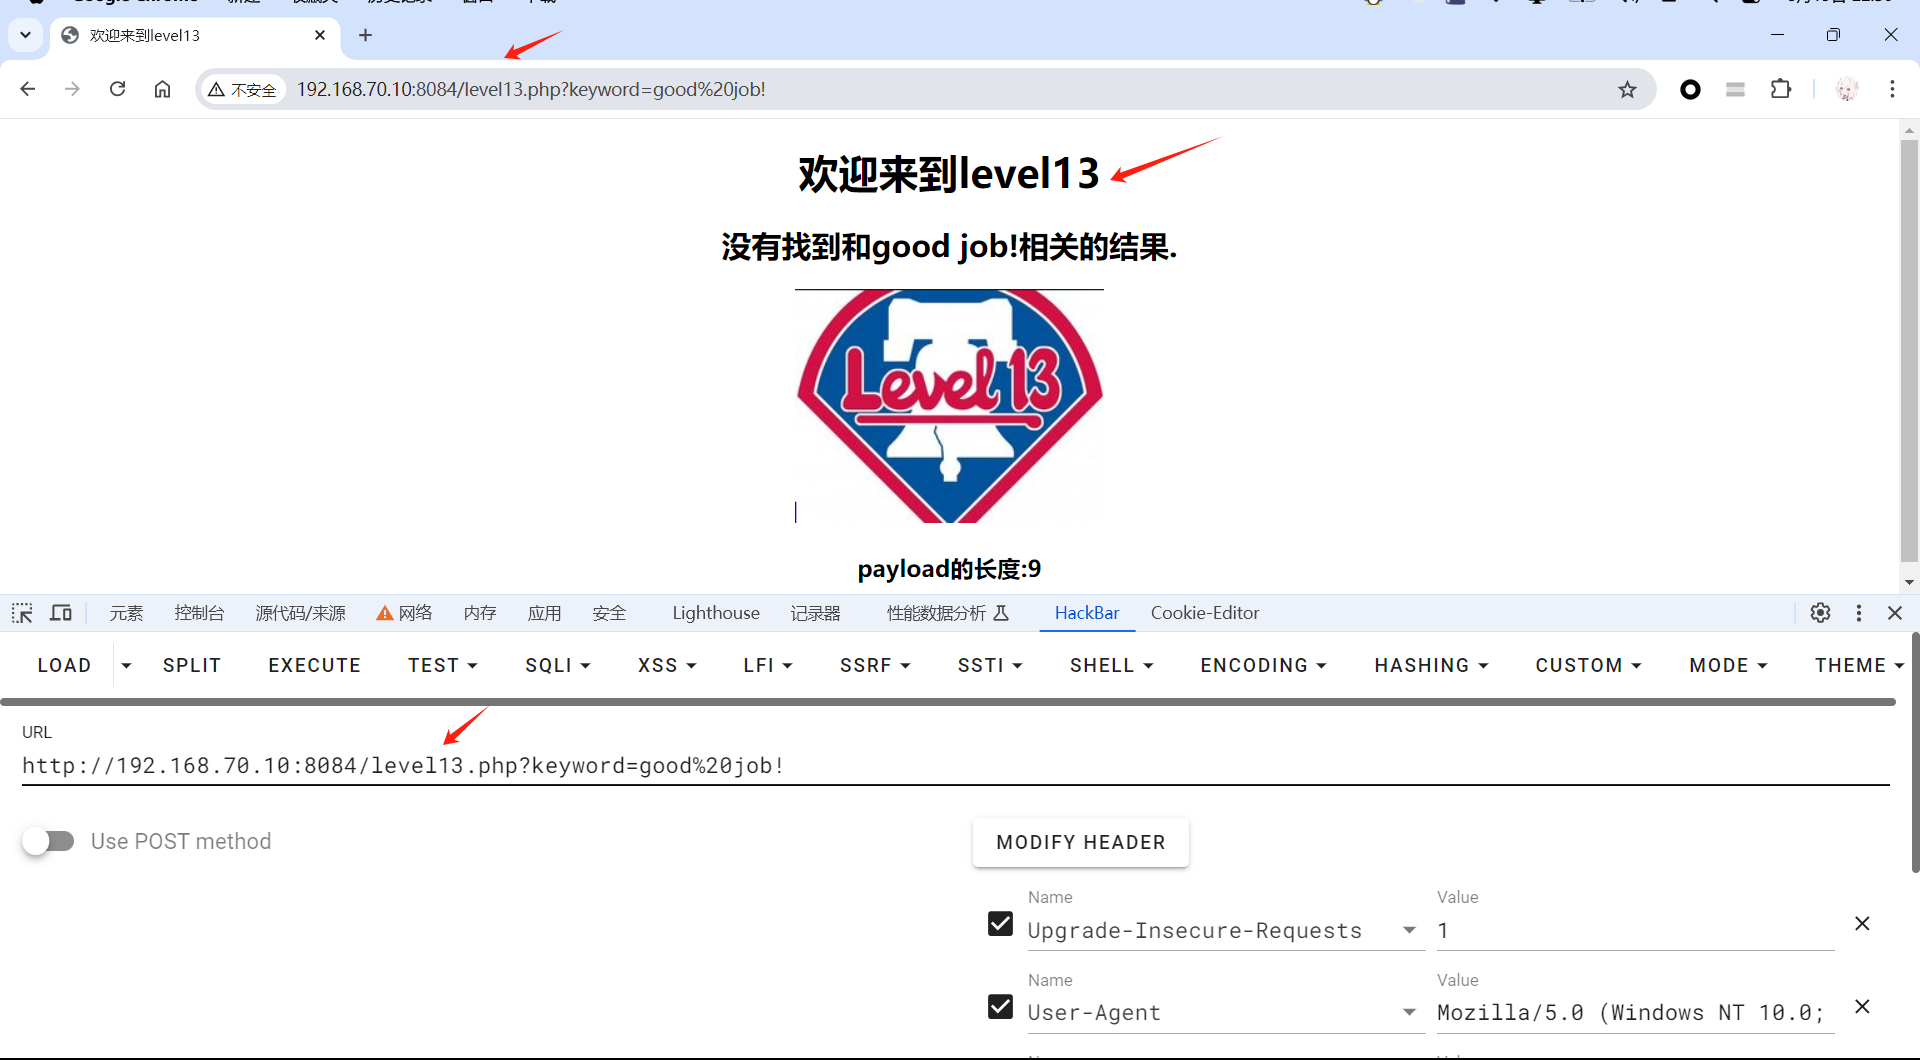 欢迎来到level13
不安全 192.168.70.10:8084/level13.php?keyword=good%20job!
欢迎来到level13
没有找到和good job!相关的结果.
Level 13
payload的长度:9
元素 控制台 源代码/来源 网络 内存 应用 安全 Lighthouse 记录器 性能数据分析 HackBar Cookie-Editor
LOAD SPLIT EXECUTE TEST SQLI XSS LFI SSRF SSTI SHELL ENCODING HASHING CUSTOM MODE THEME
URL
http://192.168.70.10:8084/level13.php?keyword=good%20job!
Use POST method
MODIFY HEADER
Name Value
Upgrade-Insecure-Requests 1
Name Value
User-Agent Mozilla/5.0 (Windows NT 10.0;